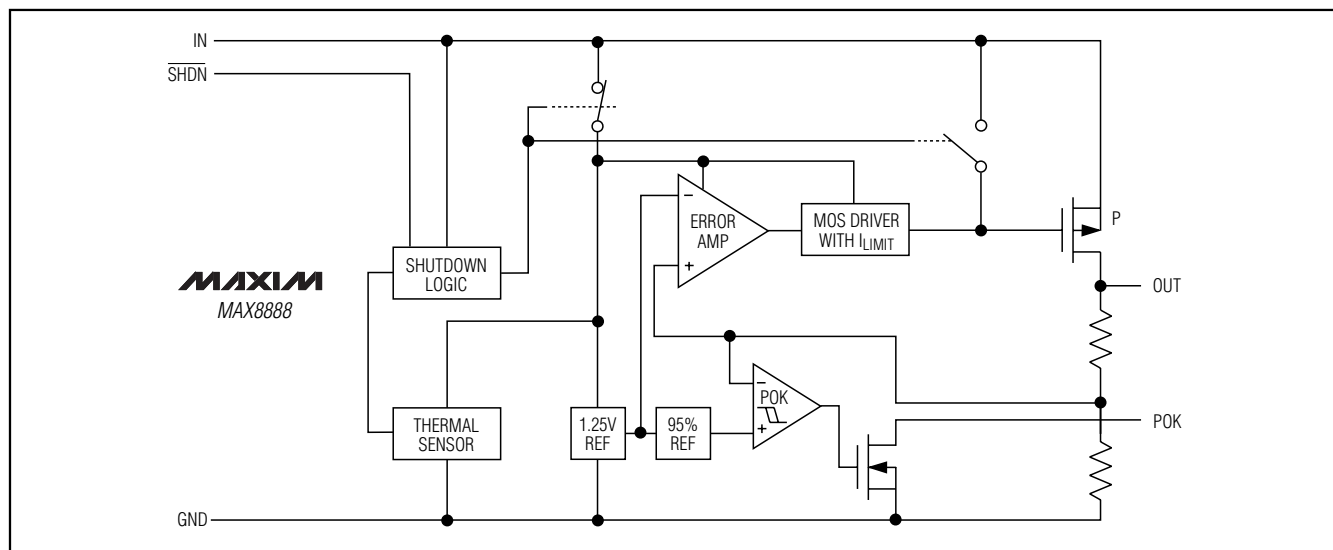 IN
SHDN
P
ERROR
AMP
MOS DRIVER
WITH ILIMIT
SHUTDOWN
LOGIC
MAXIM
MAX8888
OUT
POK
1.25V
REF
95%
REF
POK
THERMAL
SENSOR
GND
−
+
−
+